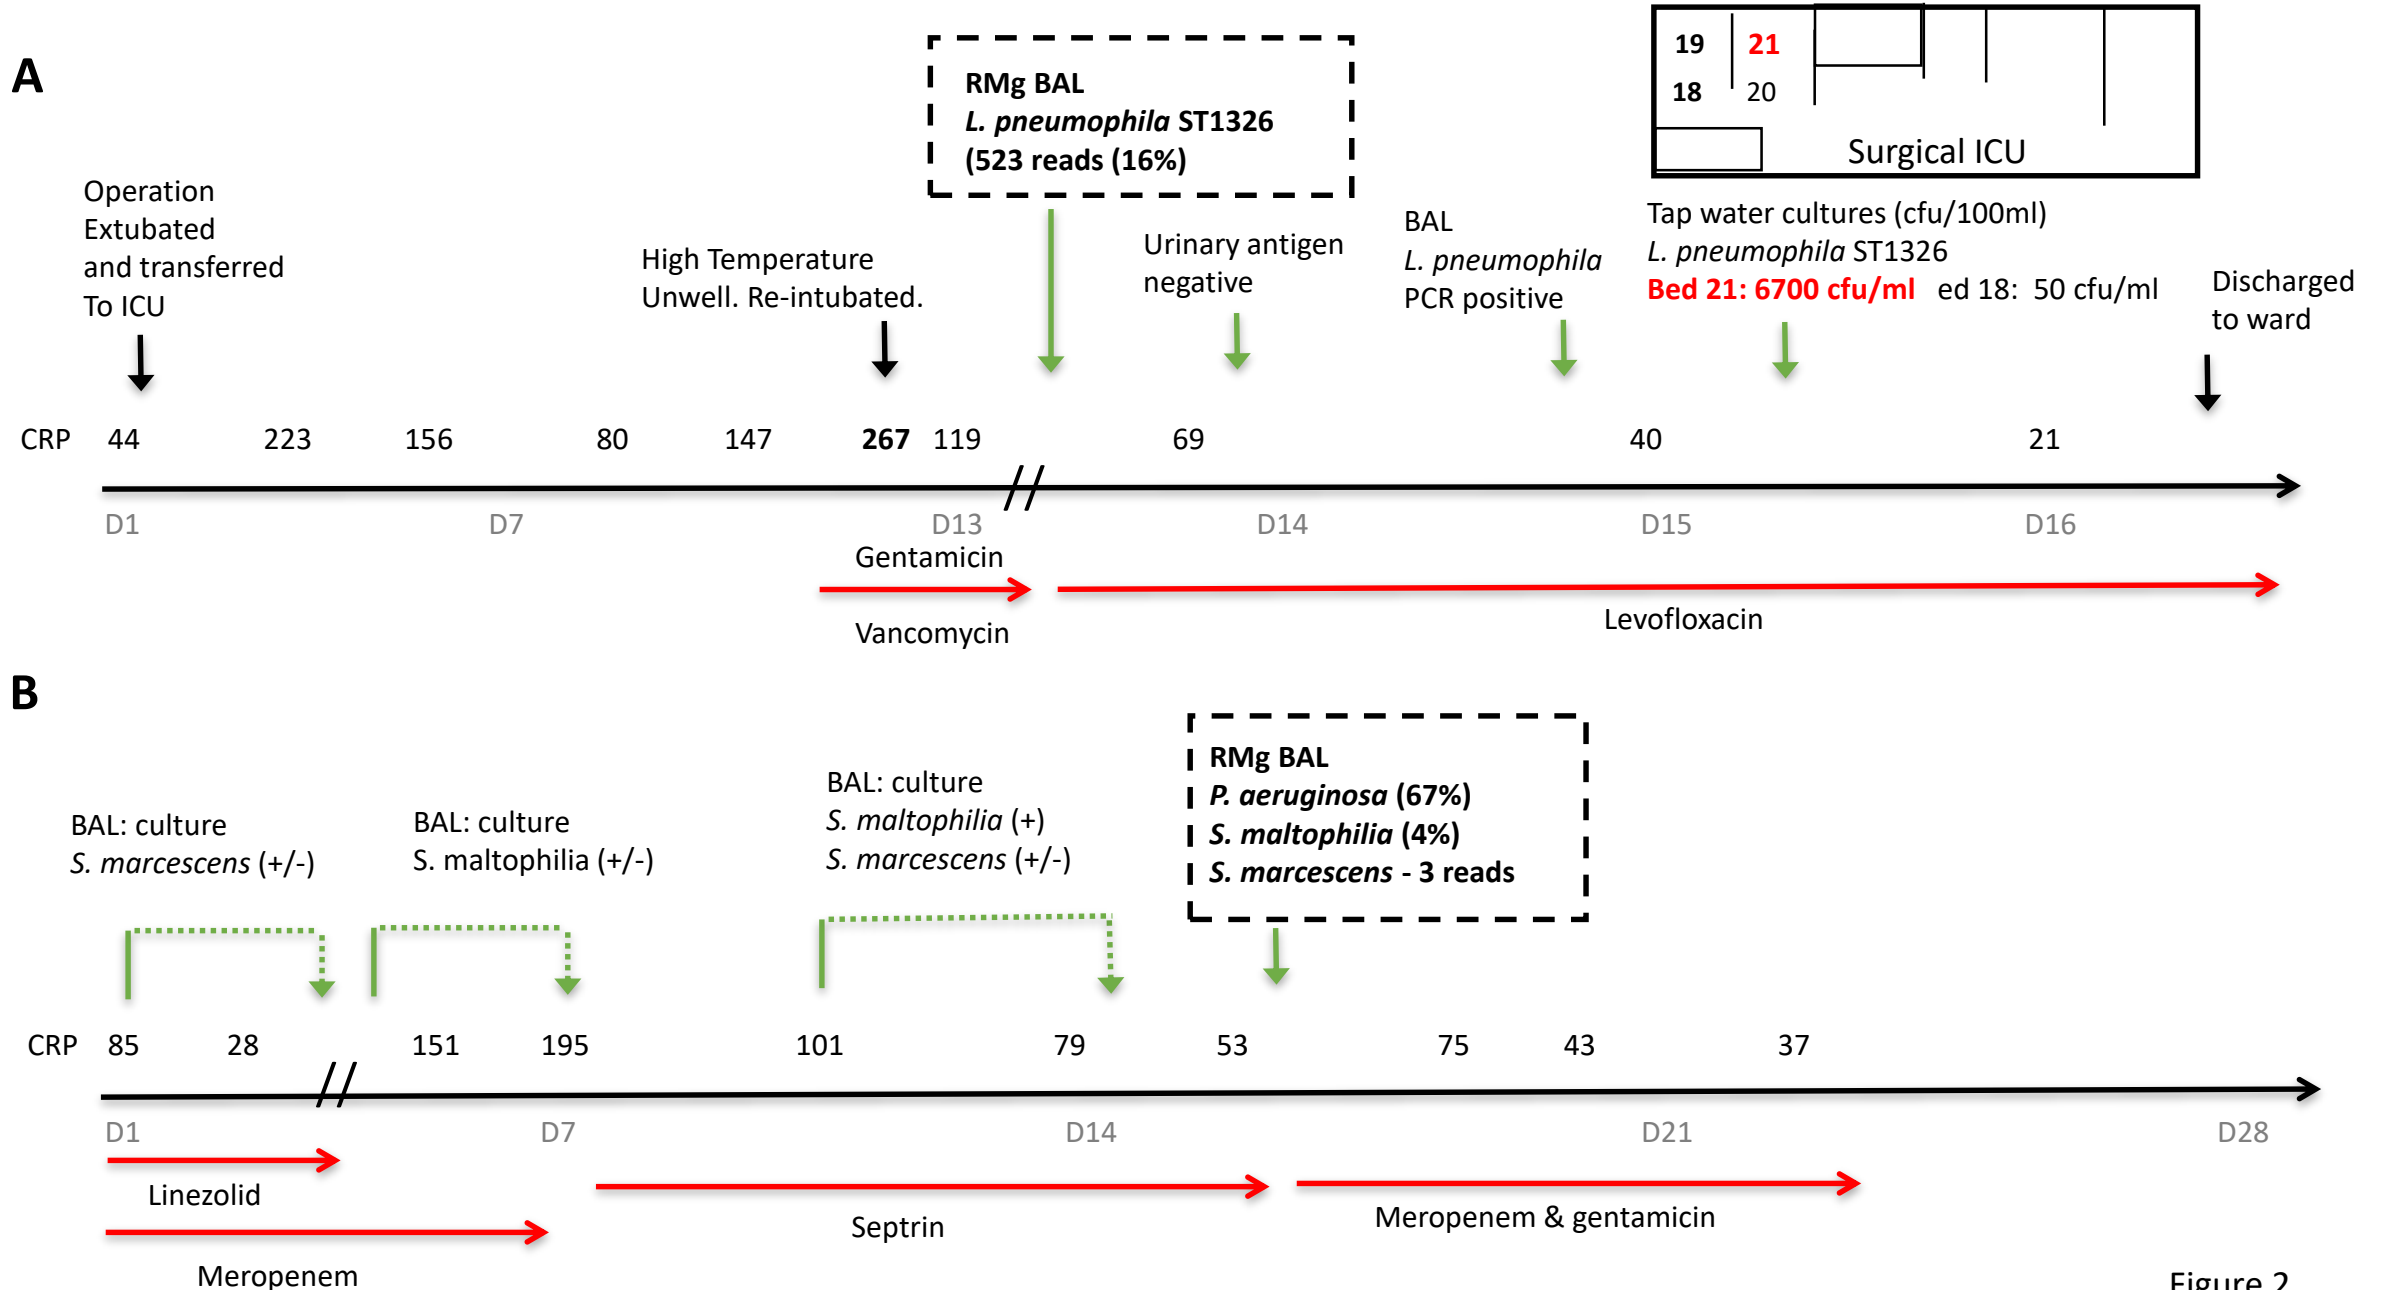 A
RMg BAL
L. pneumophila ST1326
(523 reads (16%)
19
21
18
20
Surgical ICU
Operation
Extubated
and transferred
To ICU
High Temperature
Unwell. Re-intubated.
Urinary antigen
negative
BAL
L. pneumophila
PCR positive
Tap water cultures (cfu/100ml)
L. pneumophila ST1326
Bed 21: 6700 cfu/ml ed 18: 50 cfu/ml
Discharged
to ward
CRP 44 223 156 80 147 267 119 69 40 21
D1 D7 D13 D14 D15 D16
Gentamicin
Vancomycin
Levofloxacin
B
BAL: culture
S. marcescens (+/-)
BAL: culture
S. maltophilia (+/-)
BAL: culture
S. maltophilia (+)
S. marcescens (+/-)
RMg BAL
P. aeruginosa (67%)
S. maltophilia (4%)
S. marcescens - 3 reads
CRP 85 28 151 195 101 79 53 75 43 37
D1 D7 D14 D21 D28
Linezolid
Septrin
Meropenem & gentamicin
Meropenem
Figure 2